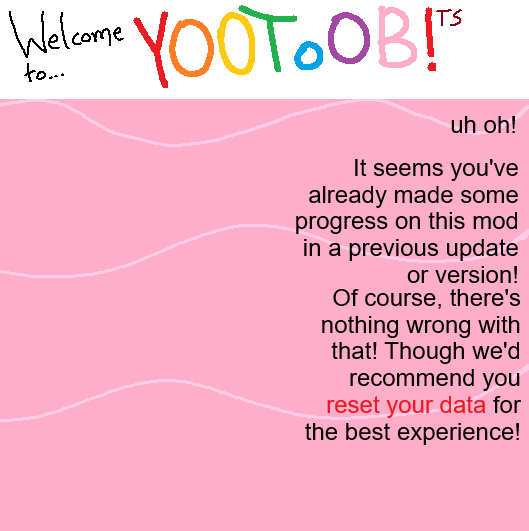 Welcome
to...
YOOToOB!TS
uh oh!
It seems you've
already made some
progress on this mod
in a previous update
or version!
Of course, there's
nothing wrong with
that! Though we'd
recommend you
reset your data for
the best experience!